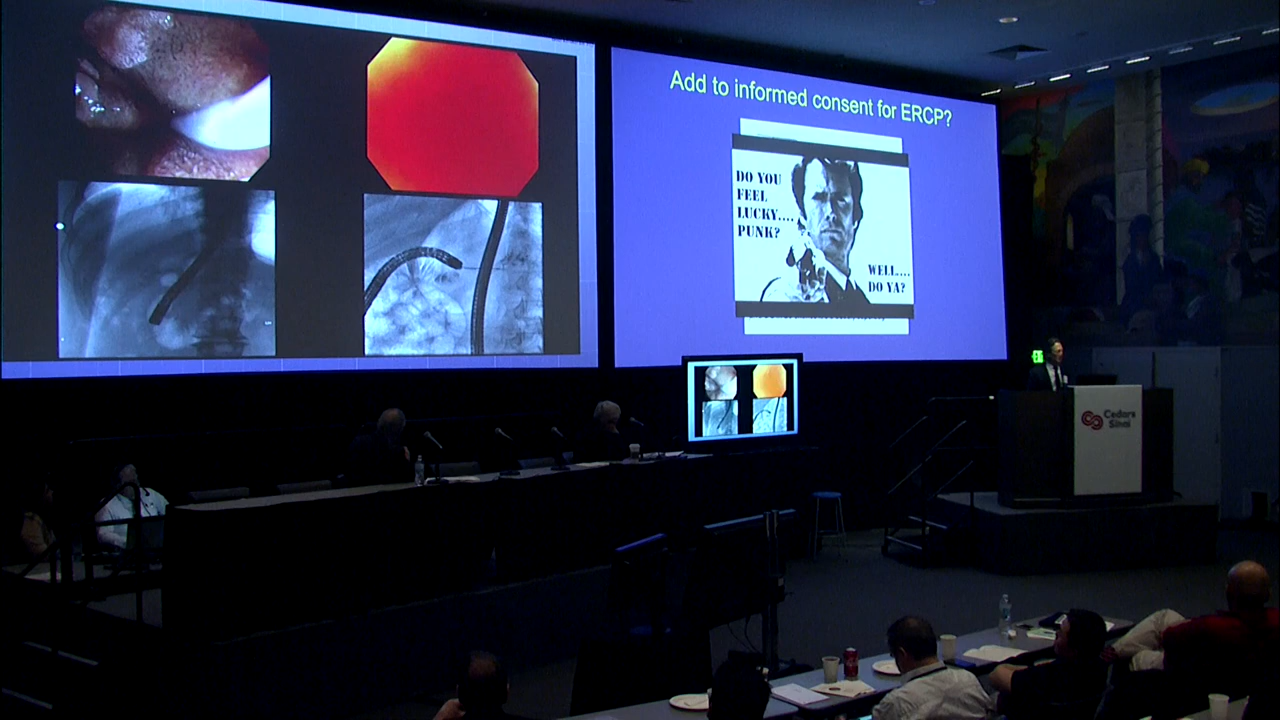 Add to informed consent for ERCP?
DO YOU
FEEL
LUCKY....
PUNK?
WELL....
DO YA?
Cedars
Sinai